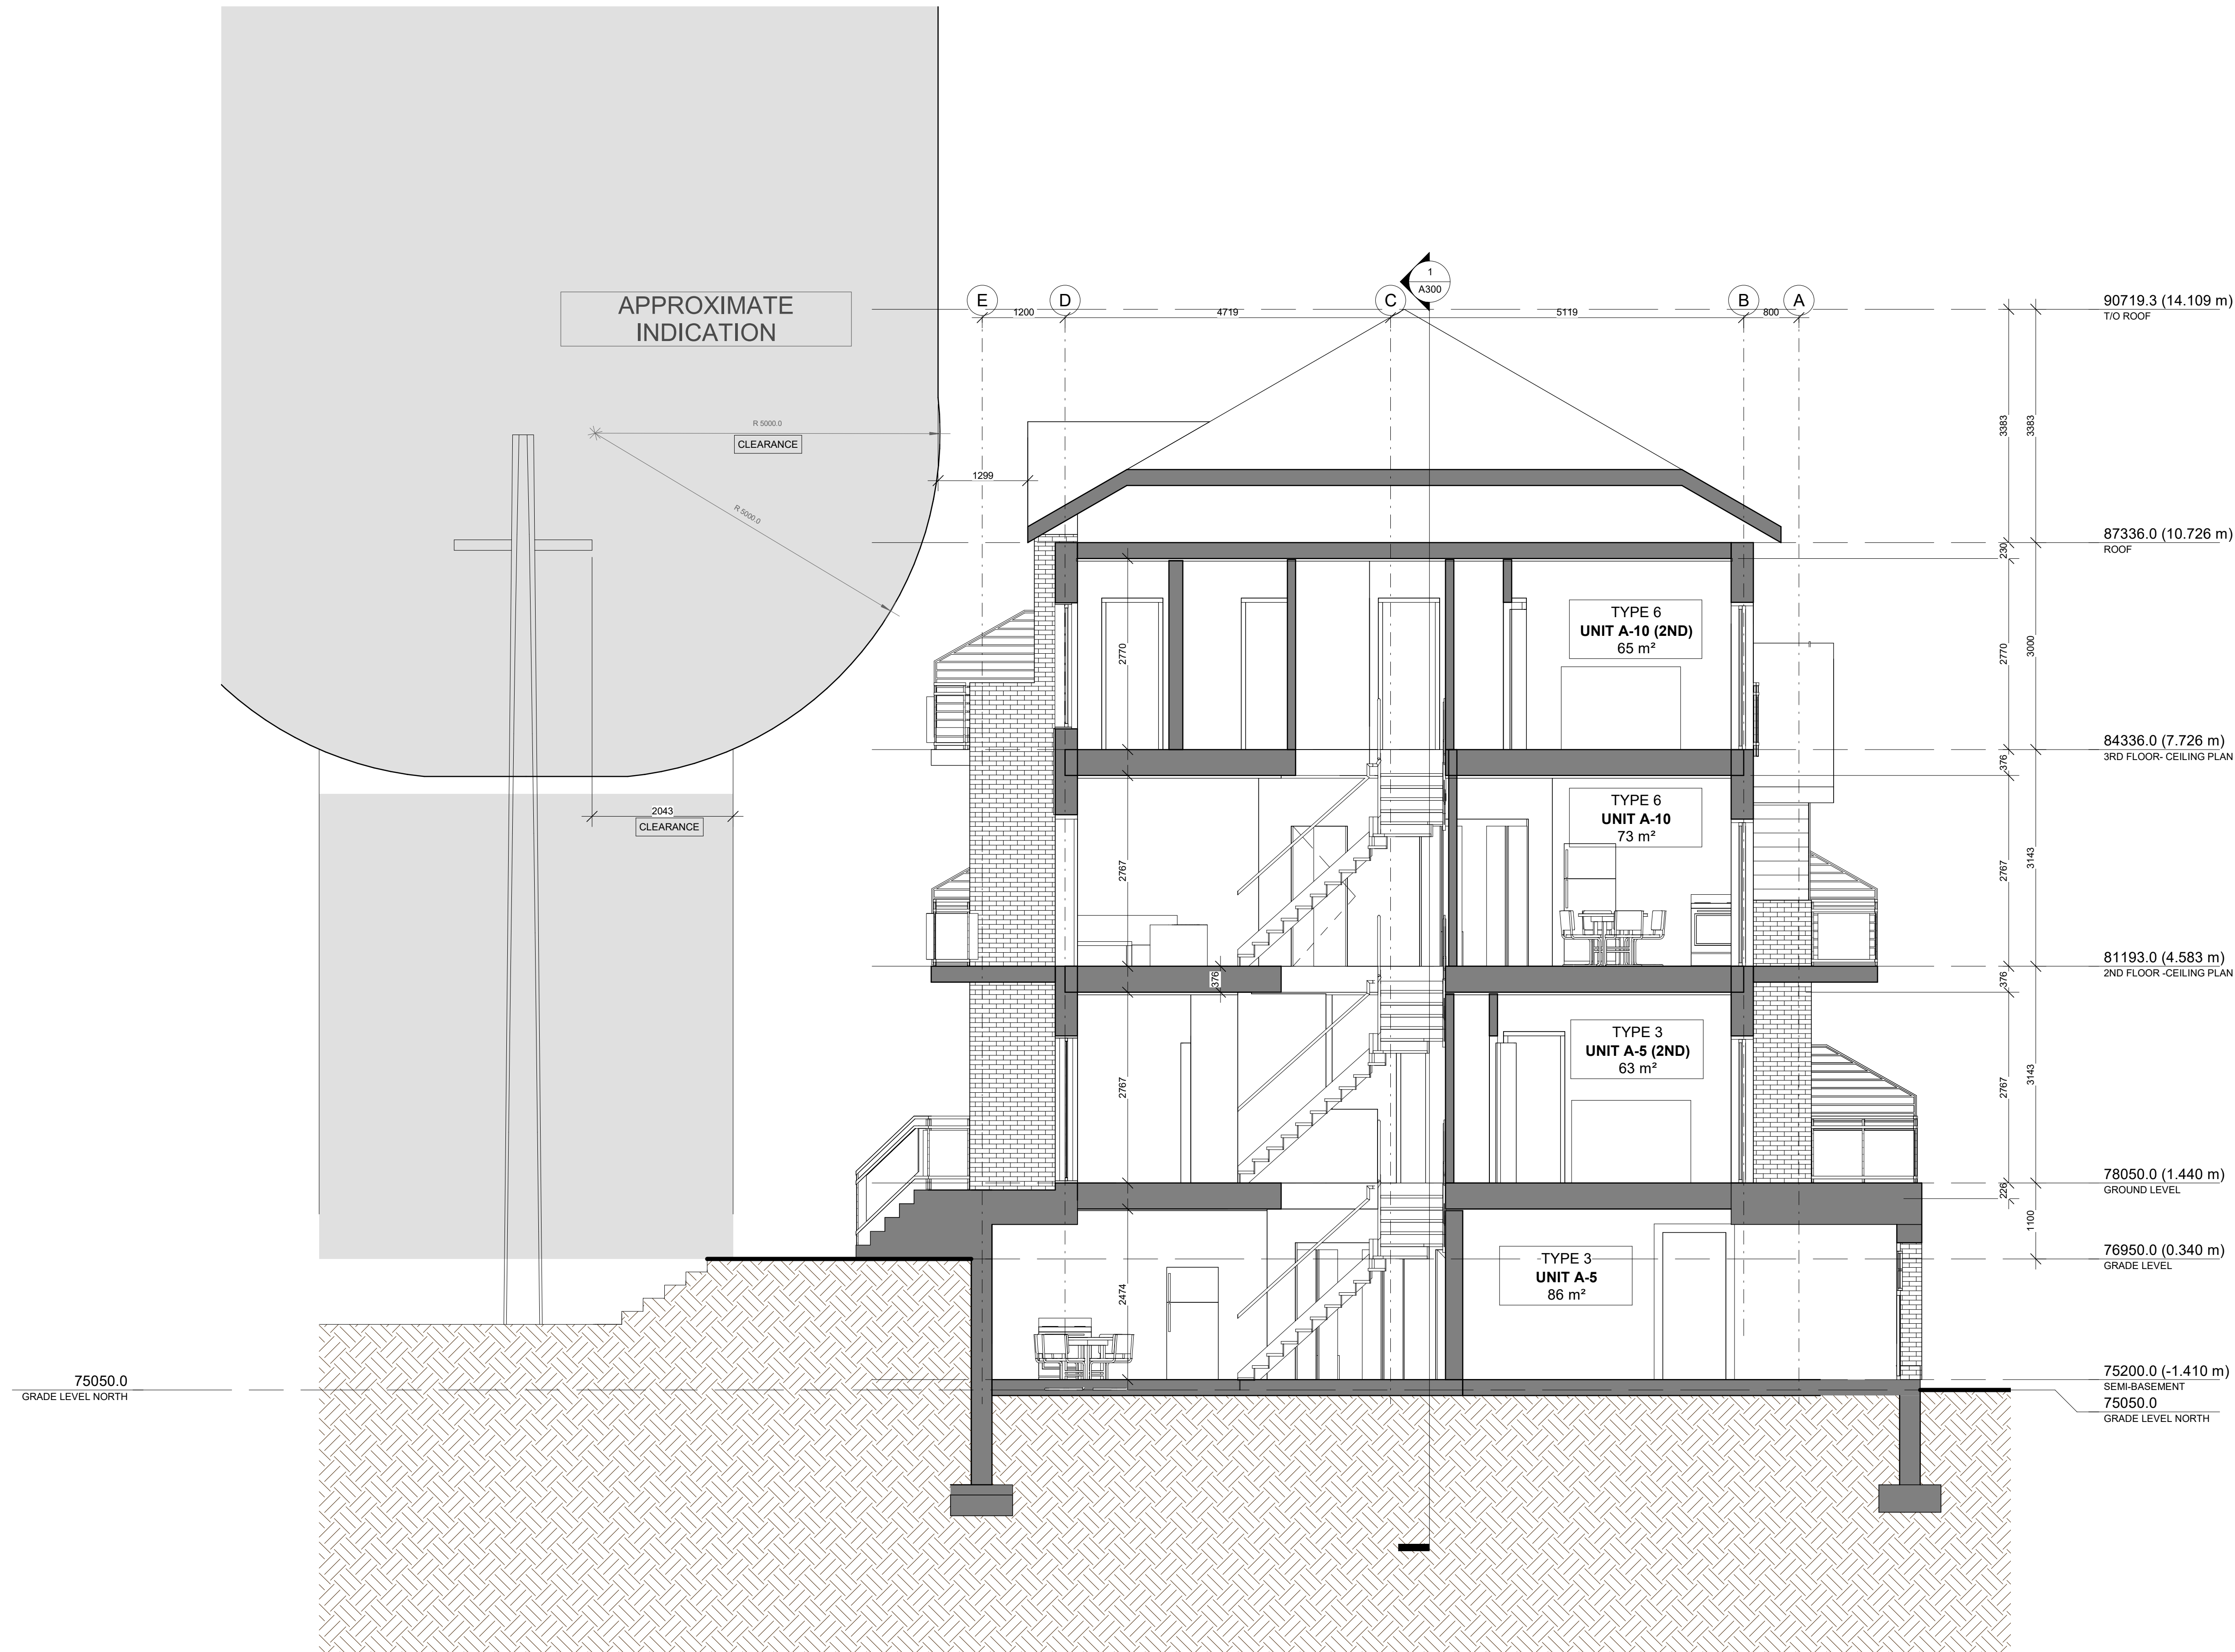 APPROXIMATE
INDICATION
E
D
C
B
A
1
A300
1200
4719
5119
800
90719.3 (14.109 m)
T/O ROOF
R 5000.0
CLEARANCE
R 5000.0
1299
3383
3383
87336.0 (10.726 m)
ROOF
230
TYPE 6
UNIT A-10 (2ND)
65 m²
2770
2770
3000
84336.0 (7.726 m)
3RD FLOOR- CEILING PLAN
376
2043
CLEARANCE
TYPE 6
UNIT A-10
73 m²
2767
2767
3143
81193.0 (4.583 m)
2ND FLOOR -CEILING PLAN
376
376
TYPE 3
UNIT A-5 (2ND)
63 m²
2767
2767
3143
78050.0 (1.440 m)
GROUND LEVEL
226
1100
76950.0 (0.340 m)
GRADE LEVEL
TYPE 3
UNIT A-5
86 m²
2474
75050.0
GRADE LEVEL NORTH
75200.0 (-1.410 m)
SEMI-BASEMENT
75050.0
GRADE LEVEL NORTH